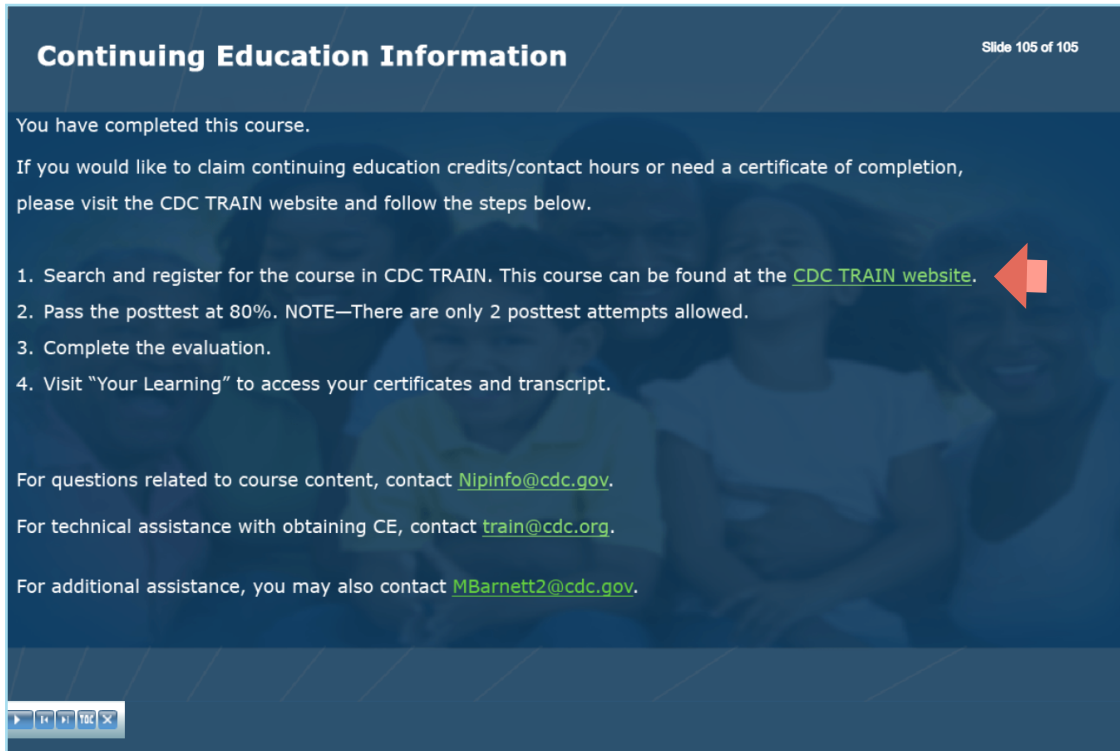 Continuing Education Information
Slide 105 of 105
You have completed this course.
If you would like to claim continuing education credits/contact hours or need a certificate of completion,
please visit the CDC TRAIN website and follow the steps below.
1. Search and register for the course in CDC TRAIN. This course can be found at the CDC TRAIN website.
2. Pass the posttest at 80%. NOTE—There are only 2 posttest attempts allowed.
3. Complete the evaluation.
4. Visit “Your Learning” to access your certificates and transcript.
For questions related to course content, contact Nipinfo@cdc.gov.
For technical assistance with obtaining CE, contact train@cdc.org.
For additional assistance, you may also contact MBarnett2@cdc.gov.
TOC